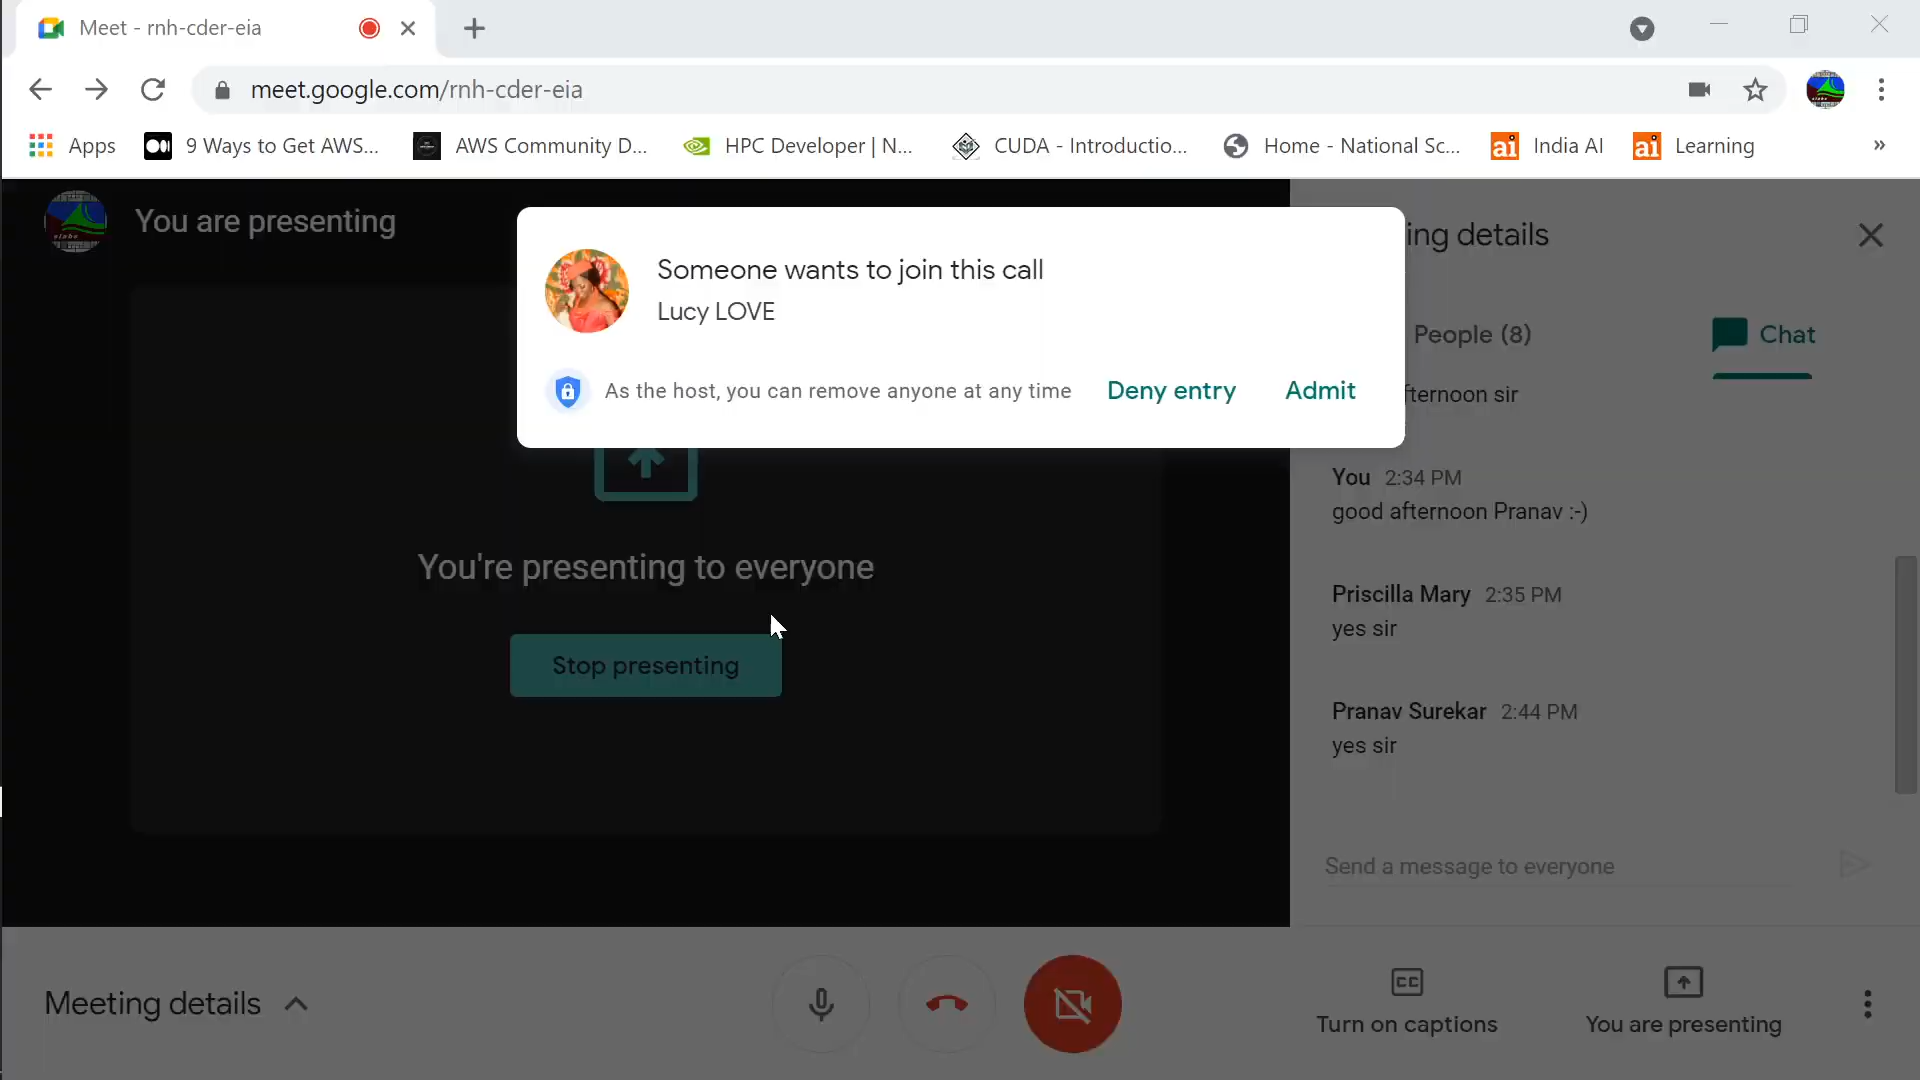 Meet - rnh-cder-eia
meet.google.com/rnh-cder-eia
Apps
9 Ways to Get AWS...
AWS Community D...
HPC Developer | N...
CUDA - Introductio...
Home - National Sc...
India AI
Learning
»
You are presenting
Someone wants to join this call
Lucy LOVE
As the host, you can remove anyone at any time
Deny entry
Admit
ing details
People (8)
Chat
fternoon sir
You 2:34 PM
good afternoon Pranav :-)
Priscilla Mary 2:35 PM
yes sir
Pranav Surekar 2:44 PM
yes sir
Send a message to everyone
You're presenting to everyone
Stop presenting
Meeting details
CC
Turn on captions
You are presenting